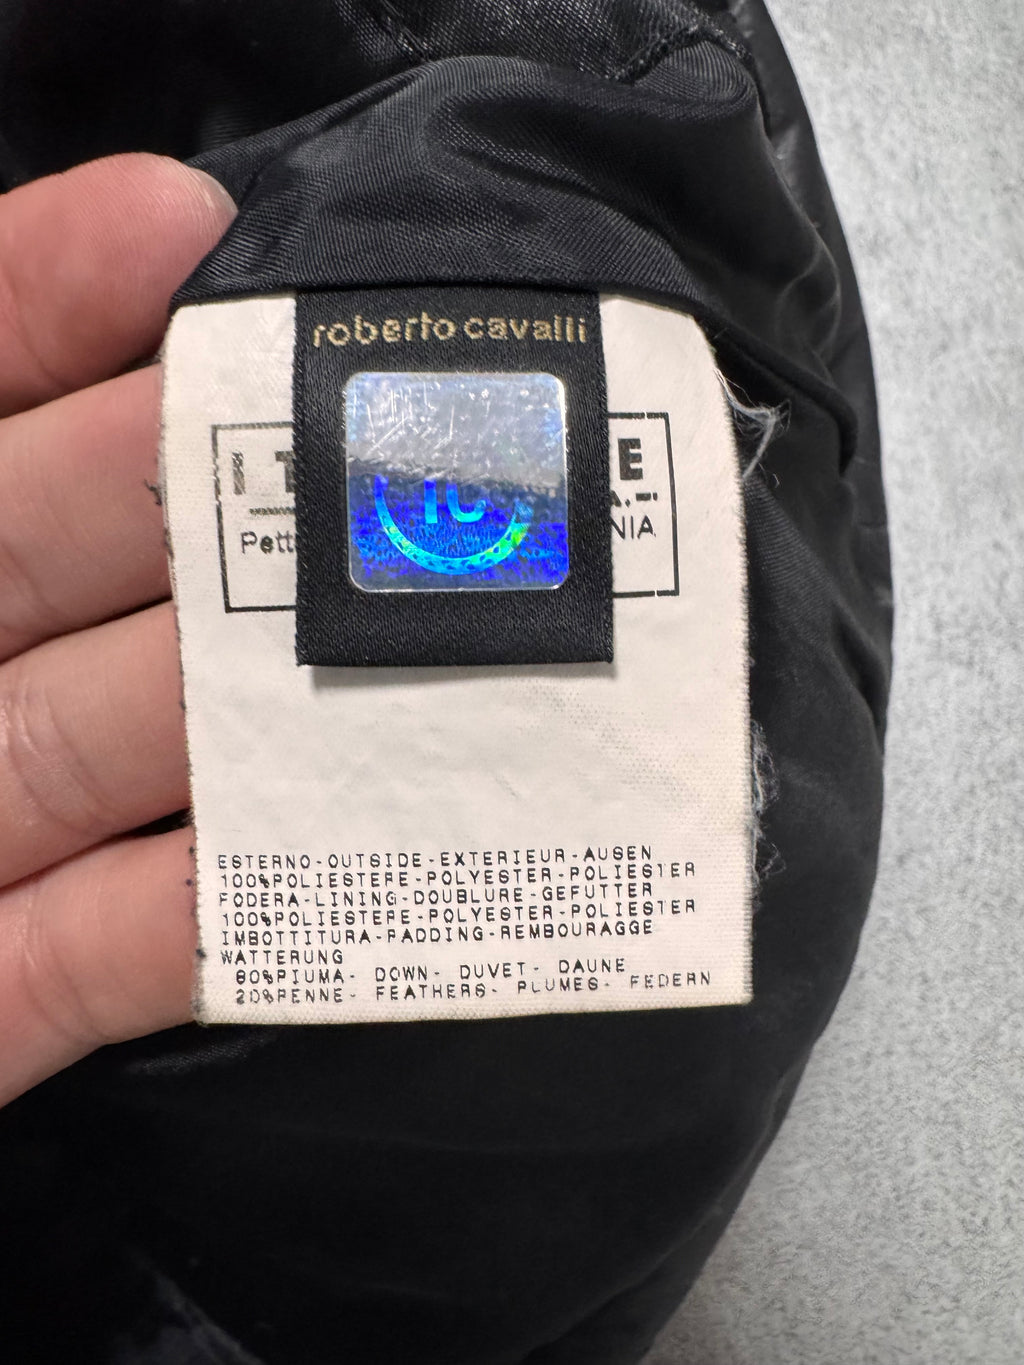 roberto cavalli
E
NIA
ESTERNO-OUTSIDE-EXTERIEUR-AUSEN
100%POLIESTERE-POLYESTER-POLIESTER
FODERA-LINING-DOUBLURE-GEFUTTER
100%POLIESTERE-POLYESTER-POLIESTER
IMBOTTITURA-PADDING-REMBOURAGGE
WATTERUNG
80%PIUMA- DOWN- DUVET- DAUNE
20%PENNE- FEATHERS- PLUMES- FEDERN